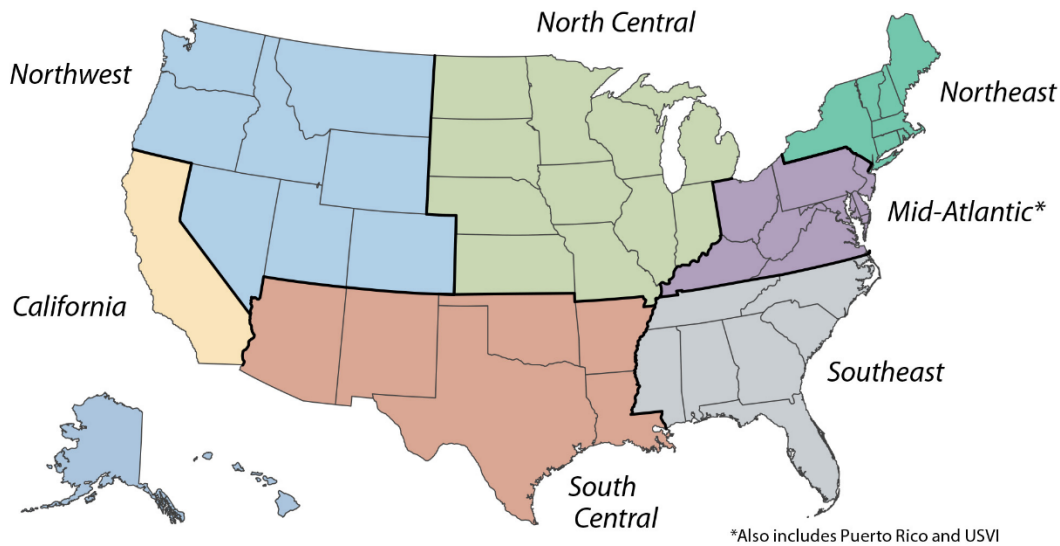 North Central
Northwest
Northeast
Mid-Atlantic*
California
Southeast
South
Central
*Also includes Puerto Rico and USVI